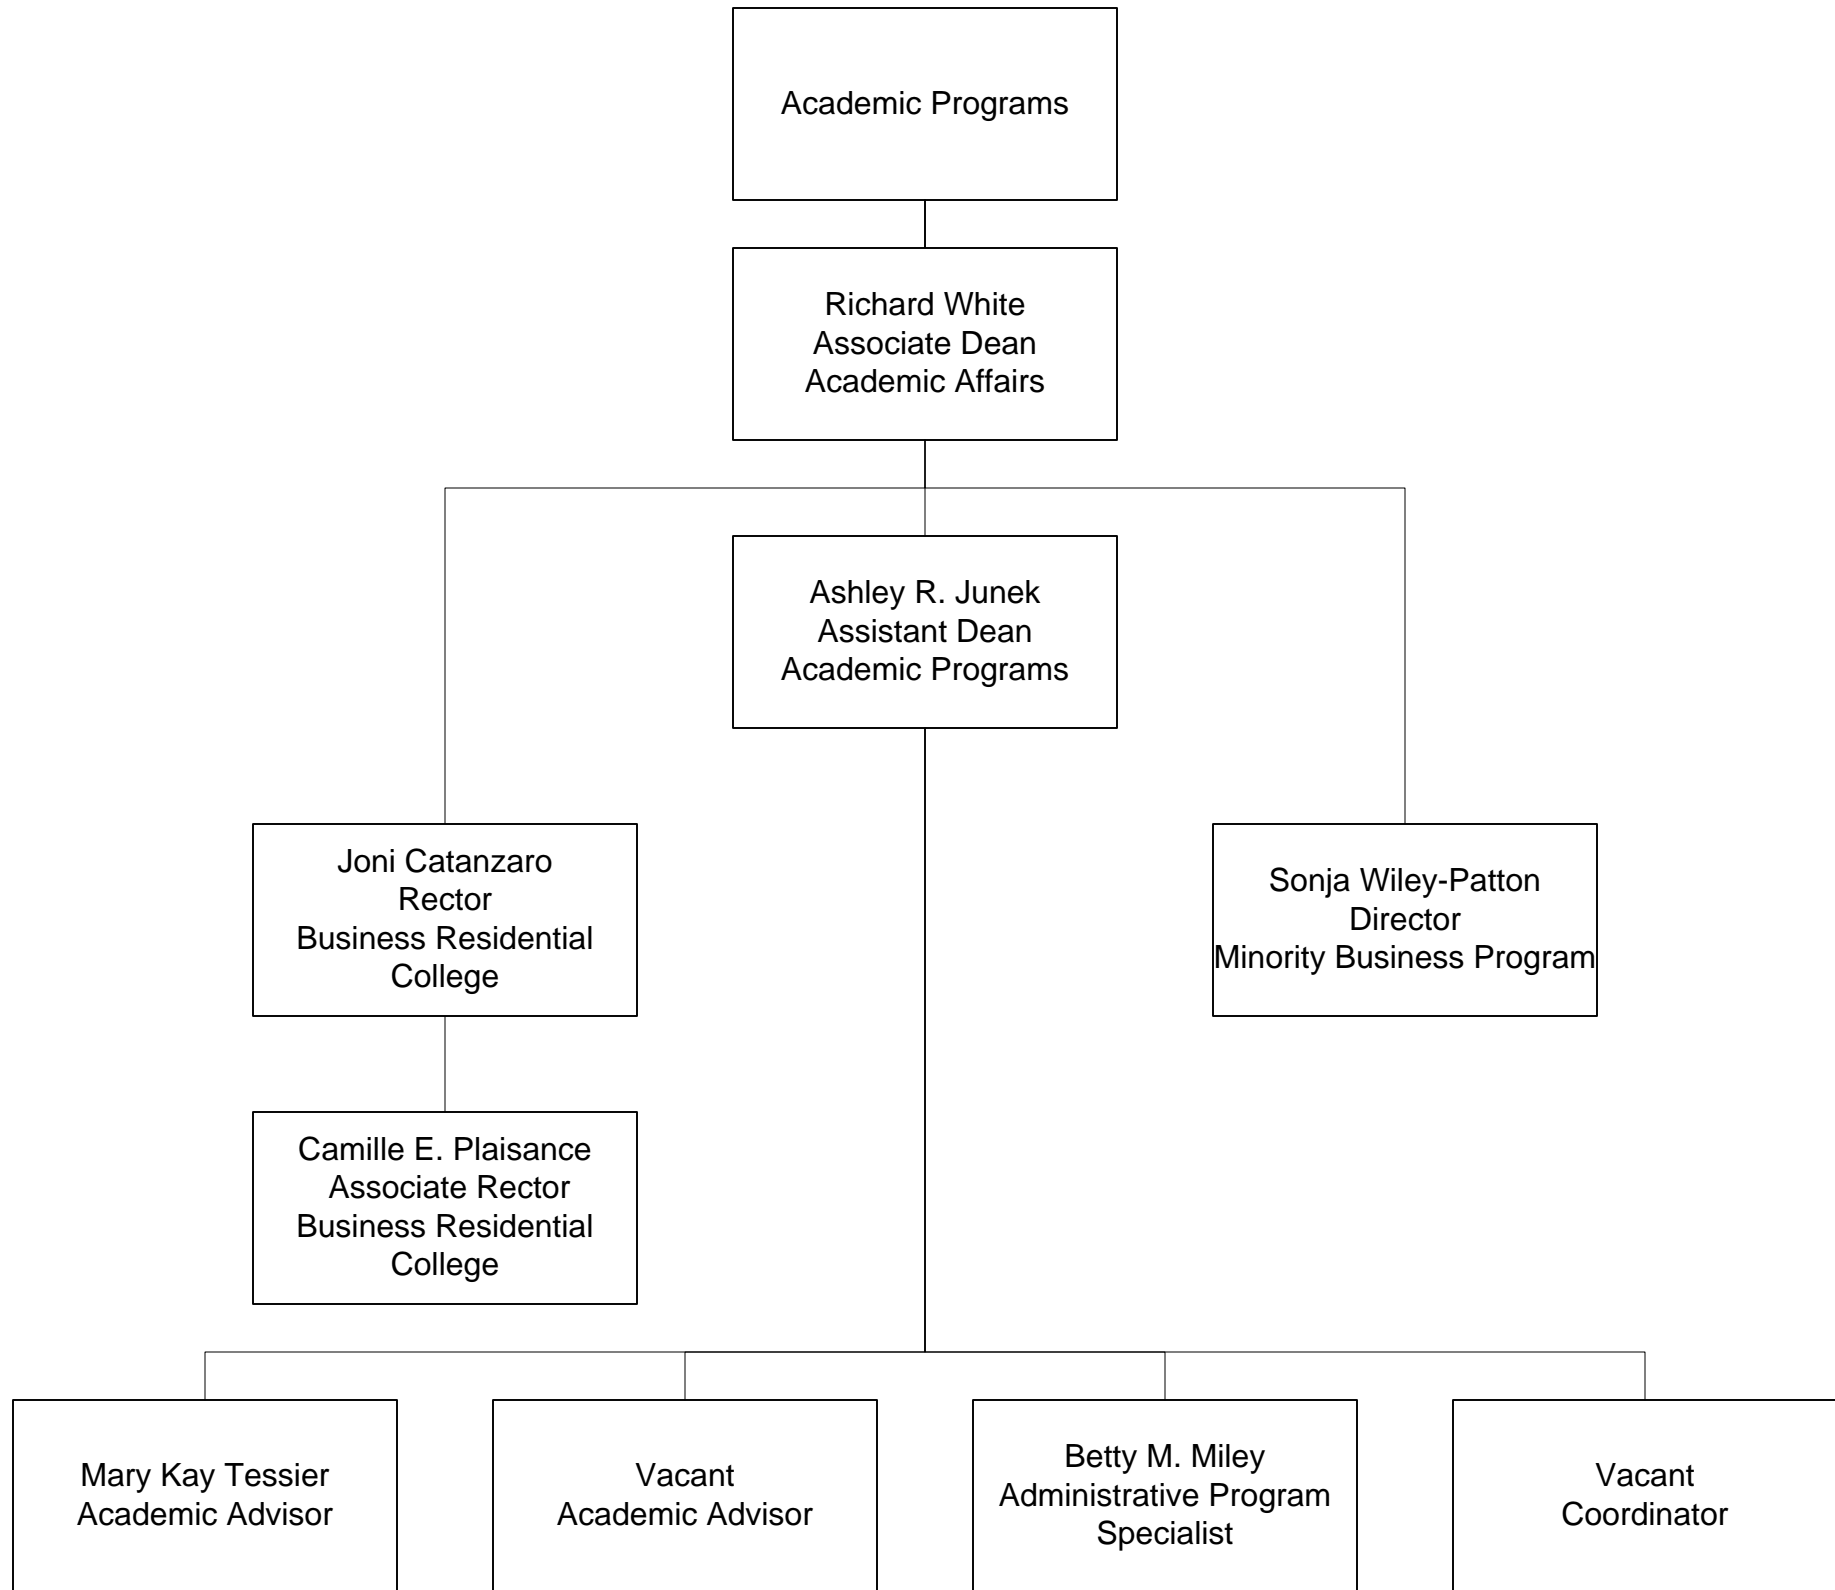 Academic Programs
Richard White
Associate Dean
Academic Affairs
Ashley R. Junek
Assistant Dean
Academic Programs
Joni Catanzaro
Rector
Business Residential
College
Sonja Wiley-Patton
Director
Minority Business Program
Camille E. Plaisance
Associate Rector
Business Residential
College
Mary Kay Tessier
Academic Advisor
Vacant
Academic Advisor
Betty M. Miley
Administrative Program
Specialist
Vacant
Coordinator